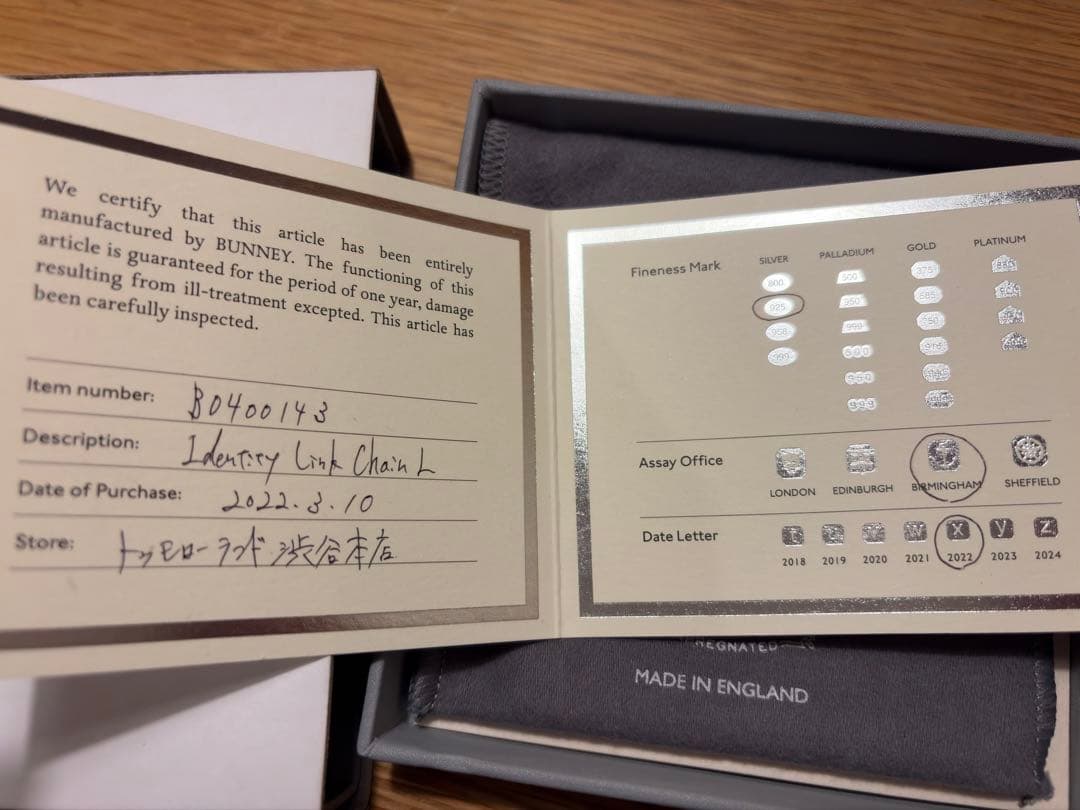 We certify that this article has been entirely
manufactured by BUNNEY. The functioning of this
article is guaranteed for the period of one year, damage
resulting from ill-treatment excepted. This article has
been carefully inspected.
Item number: B0400143
Description: Identity Link Chain L
Date of Purchase: 2022.3.10
Store: トゥモローランド 渋谷本店
Fineness Mark
SILVER PALLADIUM GOLD PLATINUM
800 500 375
925 950 585
958 999 750
999 500 916
950
999
Assay Office
LONDON EDINBURGH BIRMINGHAM SHEFFIELD
Date Letter
t u v w x y z
2018 2019 2020 2021 2022 2023 2024
MADE IN ENGLAND